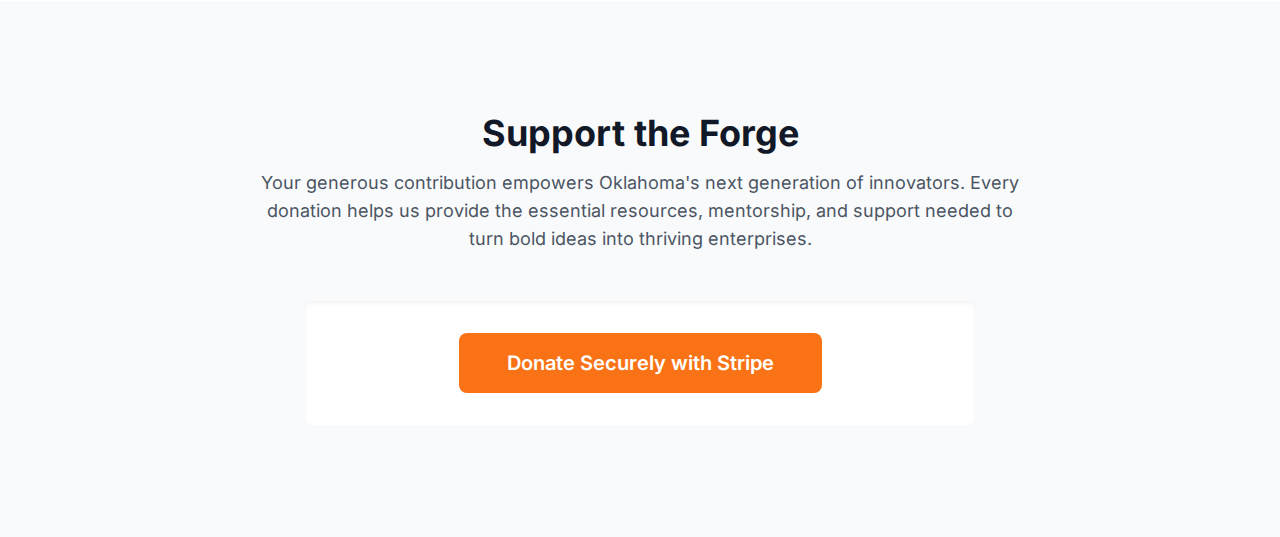 Support the Forge
Your generous contribution empowers Oklahoma's next generation of innovators. Every
donation helps us provide the essential resources, mentorship, and support needed to
turn bold ideas into thriving enterprises.
Donate Securely with Stripe